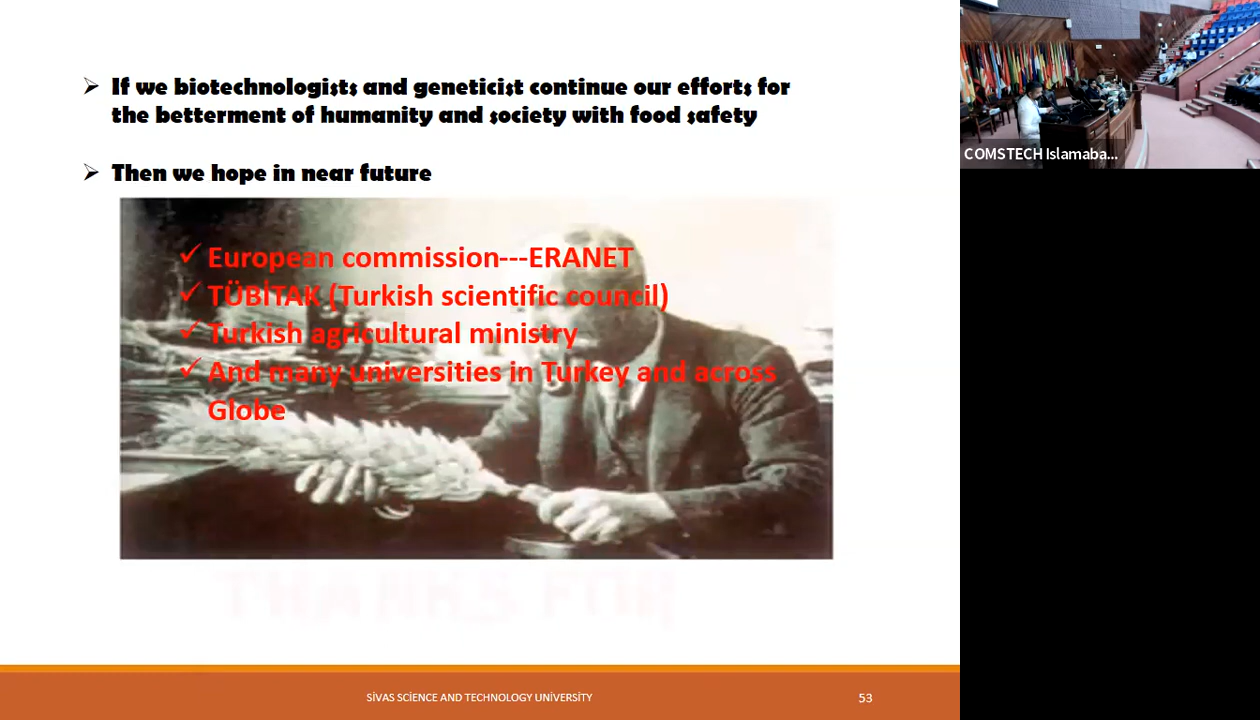 ➢ If we biotechnologists and geneticist continue our efforts for
the betterment of humanity and society with food safety
➢ Then we hope in near future
✓ European commission---ERANET
✓ TÜBİTAK (Turkish scientific council)
✓ Turkish agricultural ministry
✓ And many universities in Turkey and across
Globe
THANKS FOR
SİVAS SCİENCE AND TECHNOLOGY UNİVERSİTY
53
COMSTECH Islamaba...